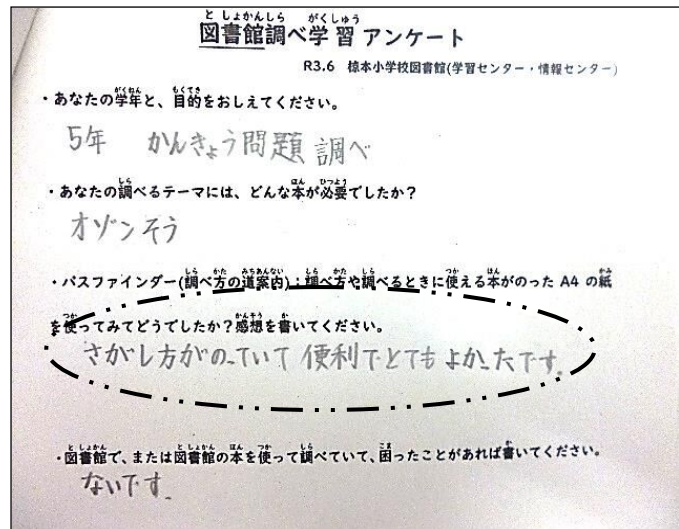 図書館調べ学習アンケート
R3.6 椋本小学校図書館(学習センター・情報センター)
・あなたの学年と、目的をおしえてください。
5年 かんきょう問題調べ
・あなたの調べるテーマには、どんな本が必要でしたか?
オゾンそう
・パスファインダー(調べ方の道案内):調べ方や調べるときに使える本がのった A4 の紙
を使ってみてどうでしたか?感想を書いてください。
さがし方がのっていて便利でとてもよかったです。
・図書館で、または図書館の本を使って調べていて、困ったことがあれば書いてください。
ないです。